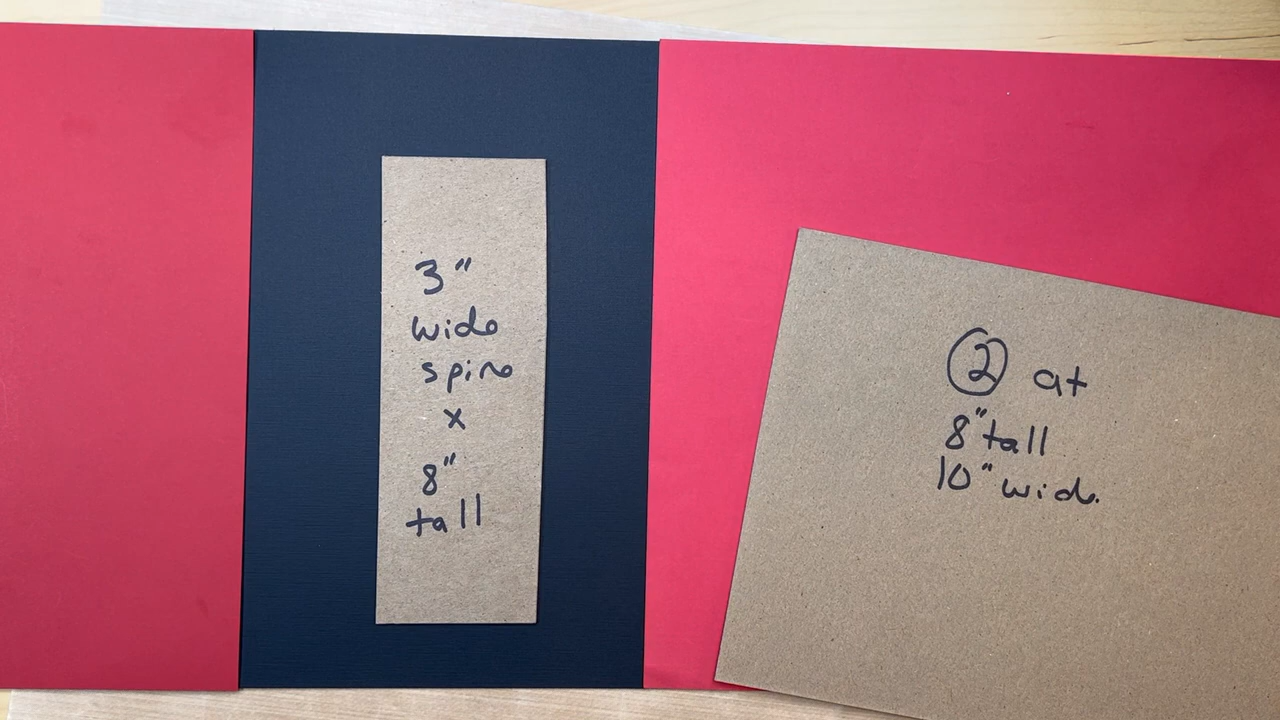 3"
wide
spine
x
8"
tall
② at
8" tall
10" wide